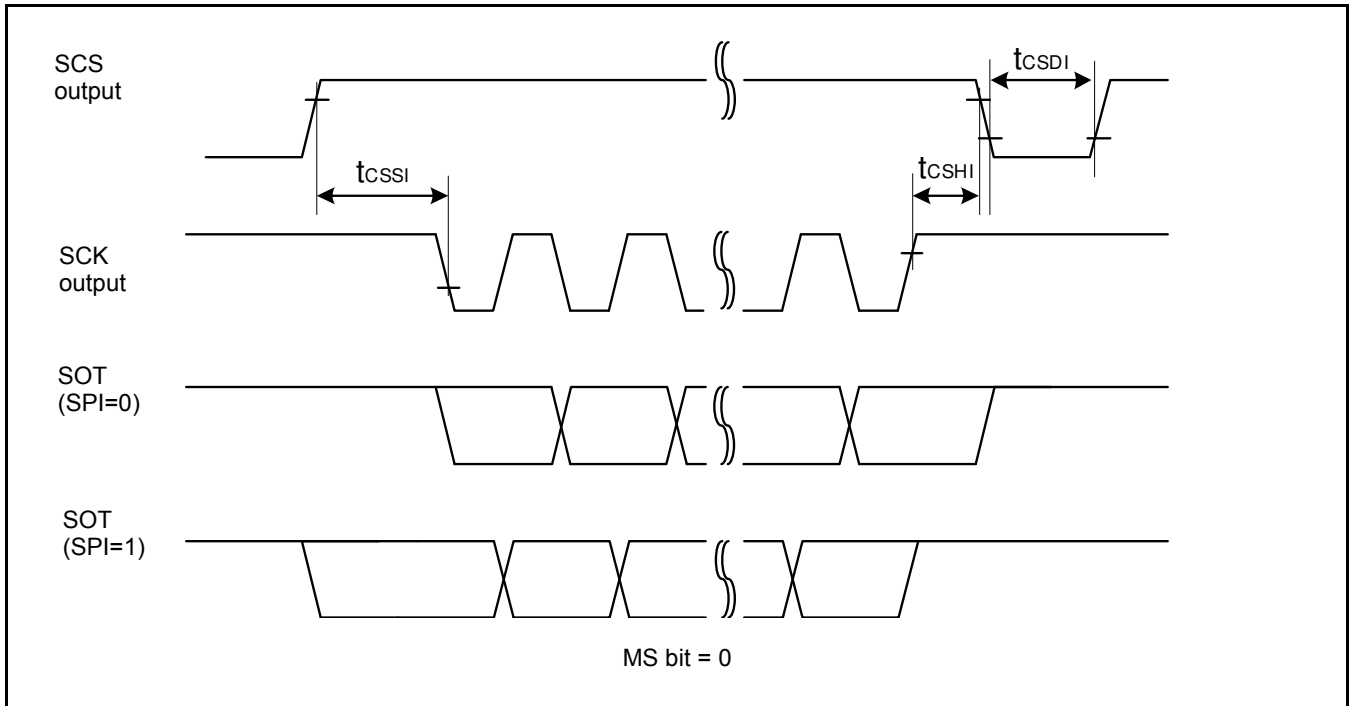 SCS
output
tCSDI
tCSSI
tCSHI
SCK
output
SOT
(SPI=0)
SOT
(SPI=1)
MS bit = 0